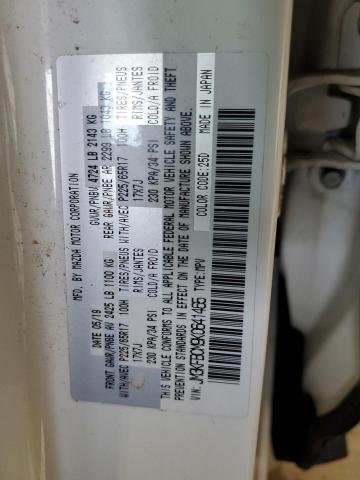 MFD. BY MAZDA MOTOR CORPORATION
DATE 05/19 GVWR/PNBV 4724 LB 2143 KG
FRONT GAWR/PNBE AV 2425 LB 1100 KG REAR GAWR/PNBE AR 2299 LB 1043 KG
WITH/AVEC P225/65R17 100H TIRES/PNEUS WITH/AVEC P225/65R17 100H TIRES/PNEUS
17X7J RIMS/JANTES 17X7J RIMS/JANTES
230 KPA/34 PSI COLD/A FROID 230 KPA/34 PSI COLD/A FROID
THIS VEHICLE CONFORMS TO ALL APPLICABLE FEDERAL MOTOR VEHICLE SAFETY AND THEFT
PREVENTION STANDARDS IN EFFECT ON THE DATE OF MANUFACTURE SHOWN ABOVE.
VIN: TYPE: MPV COLOR CODE: 25D MADE IN JAPAN